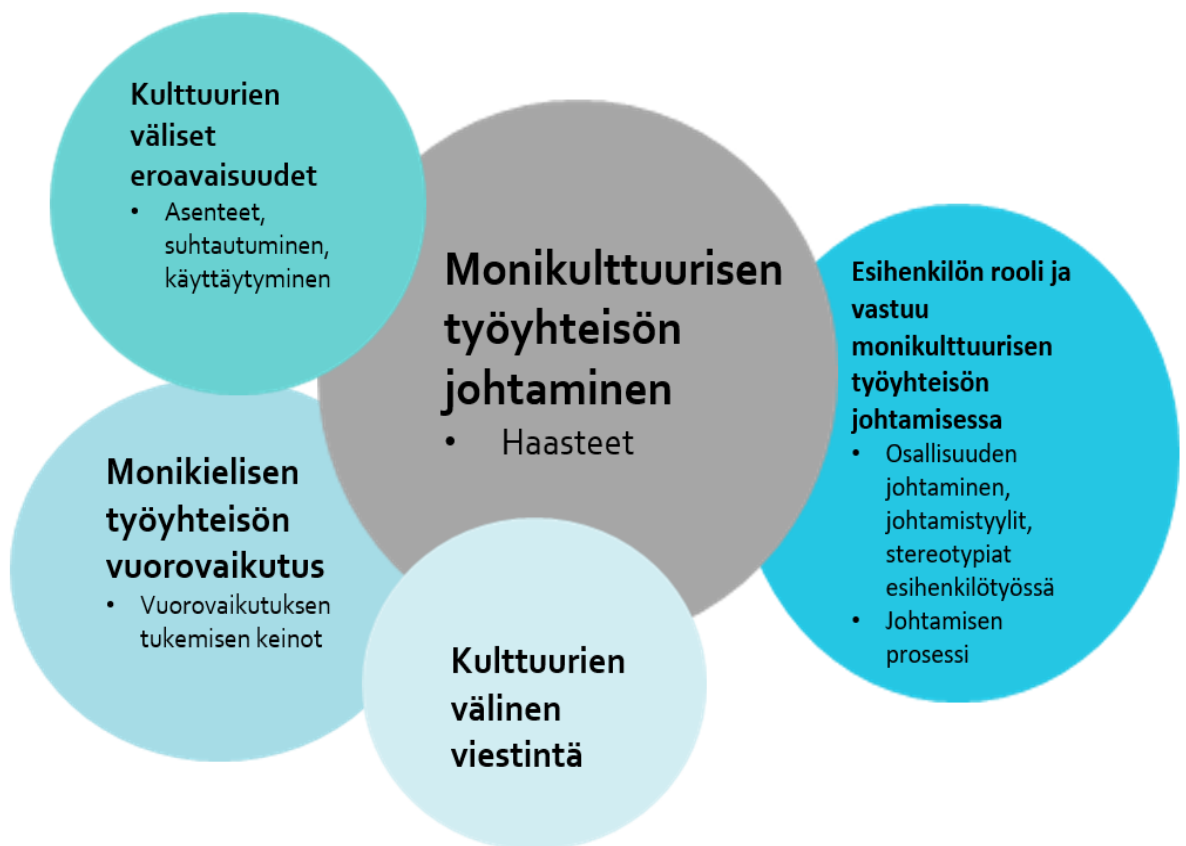 Kulttuurien
väliset
eroavaisuudet
• Asenteet,
suhtautuminen,
käyttäytyminen
Monikulttuurisen
työyhteisön
johtaminen
• Haasteet
Esihenkilön rooli ja
vastuu
monikulttuurisen
työyhteisön
johtamisessa
• Osallisuuden
johtaminen,
johtamistyylit,
stereotypiat
esihenkilötyössä
• Johtamisen
prosessi
Monikielisen
työyhteisön
vuorovaikutus
• Vuorovaikutuksen
tukemisen keinot
Kulttuurien
välinen
viestintä